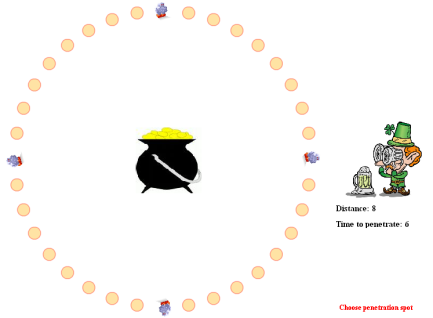 Distance: 8
Time to penetrate: 6
Choose penetration spot